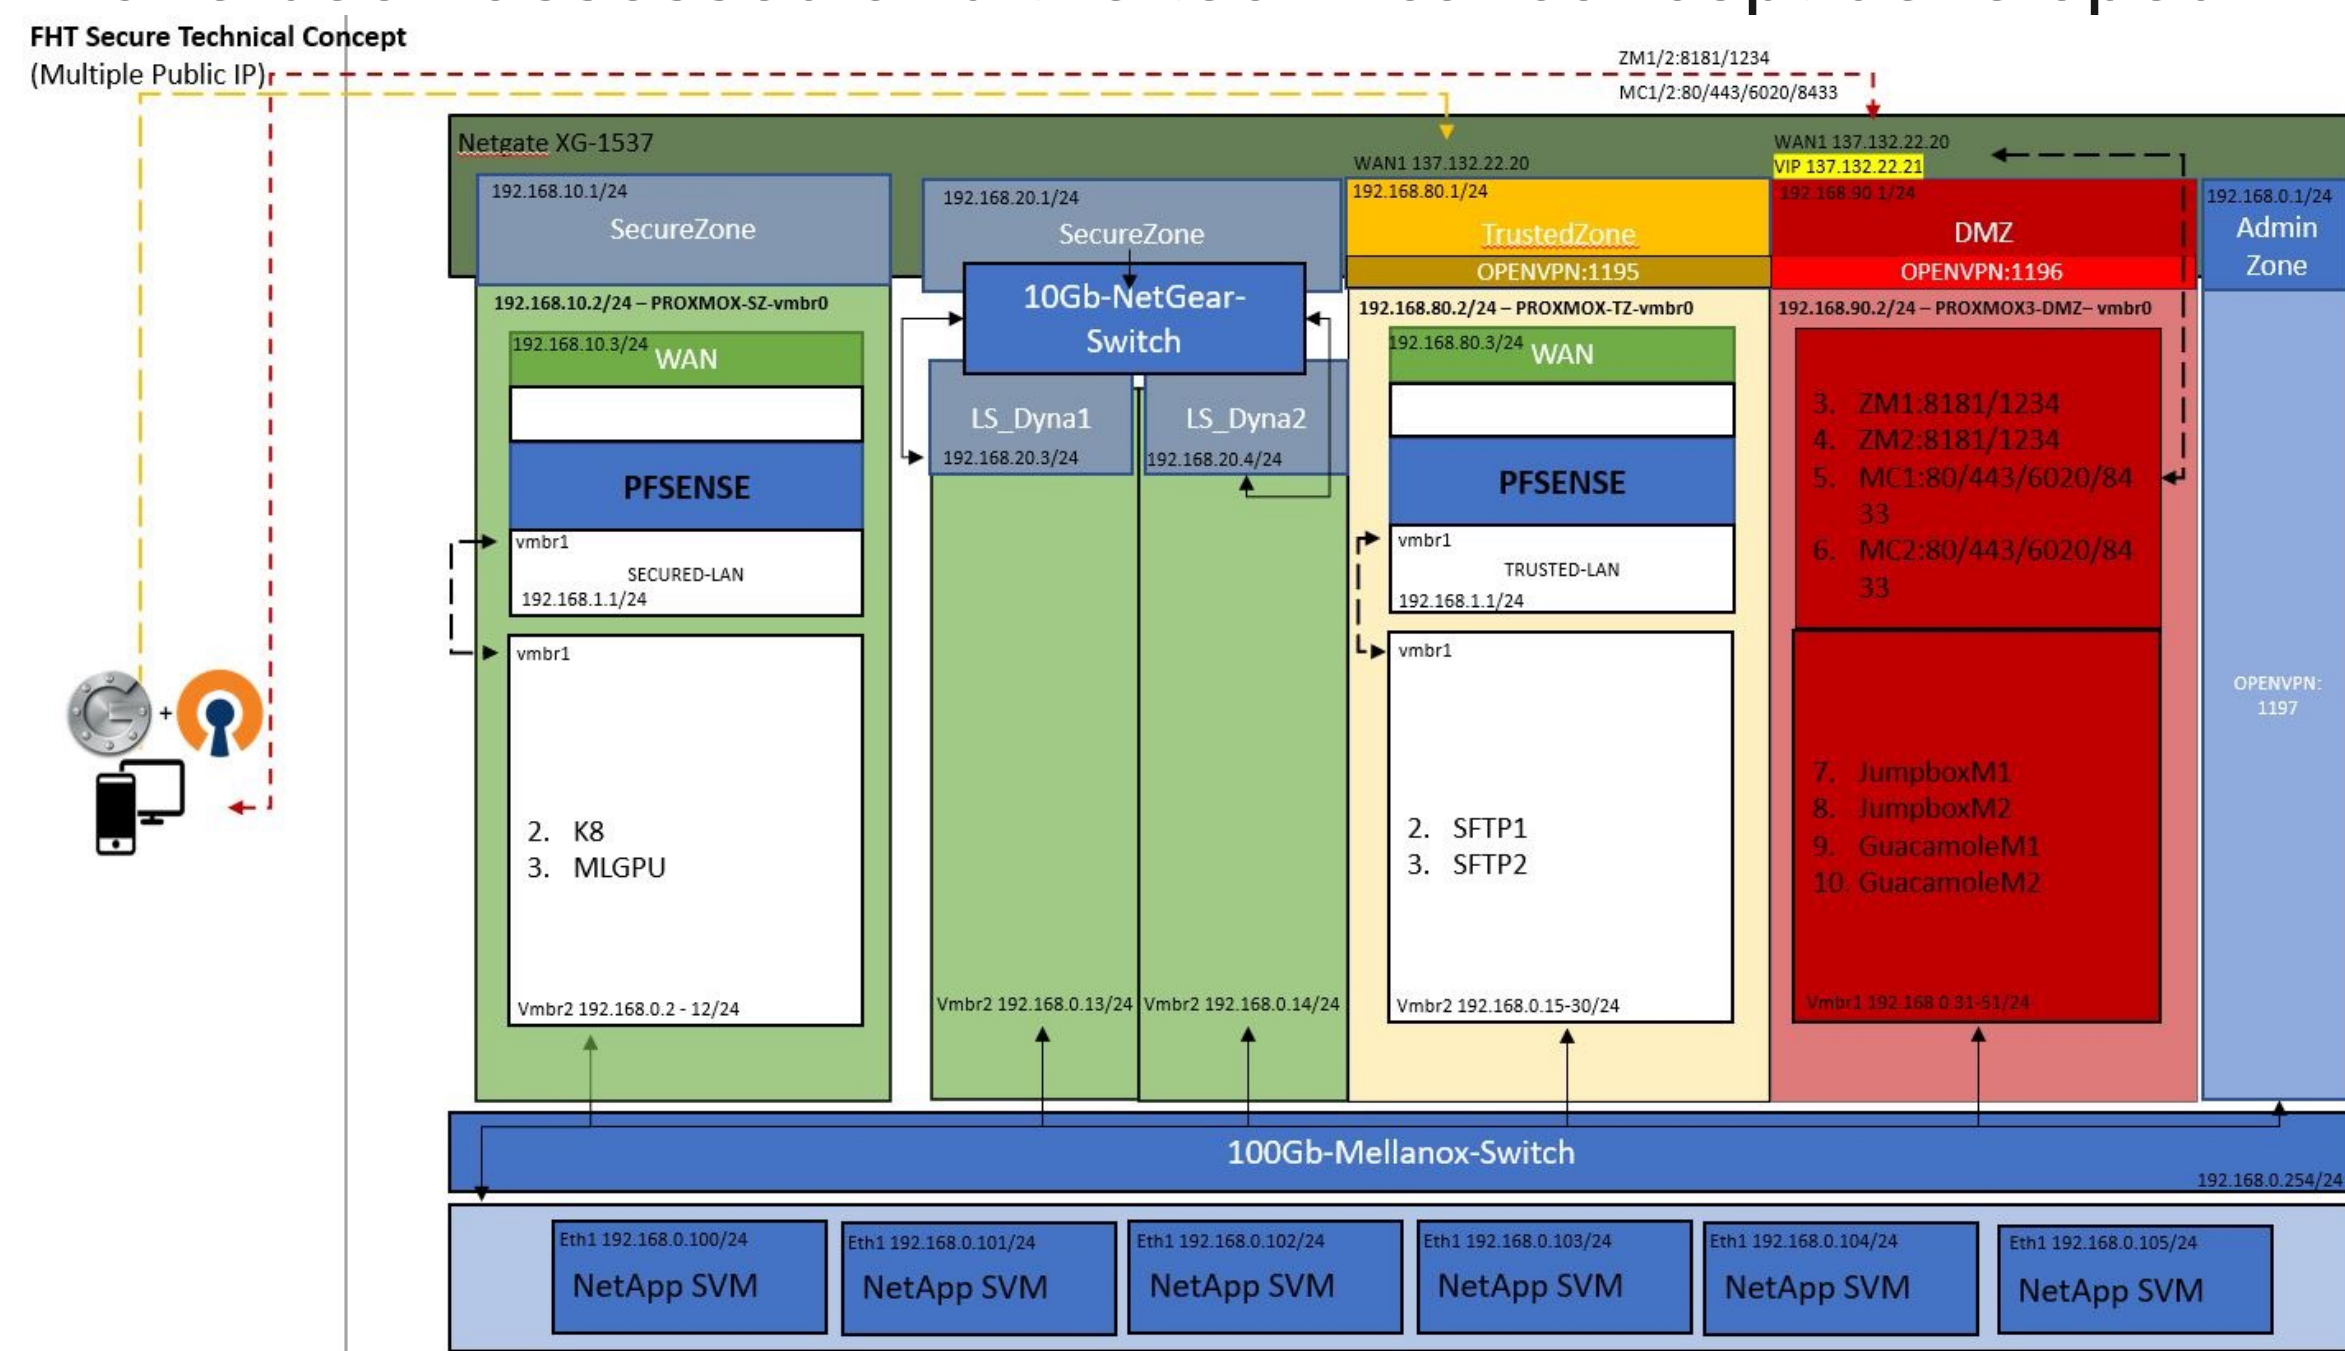 FHT Secure Technical Concept
(Multiple Public IP)
ZM1/2:8181/1234
MC1/2:80/443/6020/8433
Netgate XG-1537
WAN1 137.132.22.20
WAN1 137.132.22.20
VIP 137.132.22.21
192.168.10.1/24
SecureZone
192.168.20.1/24
SecureZone
192.168.80.1/24
TrustedZone
OPENVPN:1195
192.168.90.1/24
DMZ
OPENVPN:1196
192.168.0.1/24
Admin
Zone
192.168.10.2/24 – PROXMOX-SZ-vmbr0
192.168.10.3/24
WAN
PFSENSE
vmbr1
SECURED-LAN
192.168.1.1/24
vmbr1
2. K8
3. MLGPU
Vmbr2 192.168.0.2 - 12/24
10Gb-NetGear-
Switch
LS_Dyna1
192.168.20.3/24
LS_Dyna2
192.168.20.4/24
Vmbr2 192.168.0.13/24
Vmbr2 192.168.0.14/24
192.168.80.2/24 – PROXMOX-TZ-vmbr0
192.168.80.3/24
WAN
PFSENSE
vmbr1
TRUSTED-LAN
192.168.1.1/24
vmbr1
2. SFTP1
3. SFTP2
Vmbr2 192.168.0.15-30/24
192.168.90.2/24 – PROXMOX3-DMZ– vmbr0
3. ZM1:8181/1234
4. ZM2:8181/1234
5. MC1:80/443/6020/84
33
6. MC2:80/443/6020/84
33
7. JumpboxM1
8. JumpboxM2
9. GuacamoleM1
10. GuacamoleM2
Vmbr1 192.168.0.31-51/24
OPENVPN:
1197
+
100Gb-Mellanox-Switch
192.168.0.254/24
Eth1 192.168.0.100/24
NetApp SVM
Eth1 192.168.0.101/24
NetApp SVM
Eth1 192.168.0.102/24
NetApp SVM
Eth1 192.168.0.103/24
NetApp SVM
Eth1 192.168.0.104/24
NetApp SVM
Eth1 192.168.0.105/24
NetApp SVM